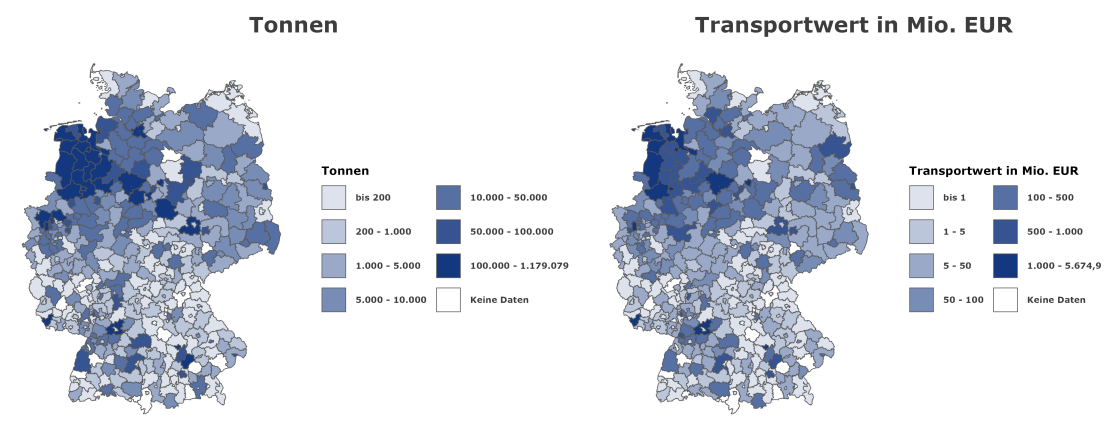 Tonnen
Transportwert in Mio. EUR
Tonnen
bis 200
200 - 1.000
1.000 - 5.000
5.000 - 10.000
10.000 - 50.000
50.000 - 100.000
100.000 - 1.179.079
Keine Daten
Transportwert in Mio. EUR
bis 1
1 - 5
5 - 50
50 - 100
100 - 500
500 - 1.000
1.000 - 5.674,9
Keine Daten